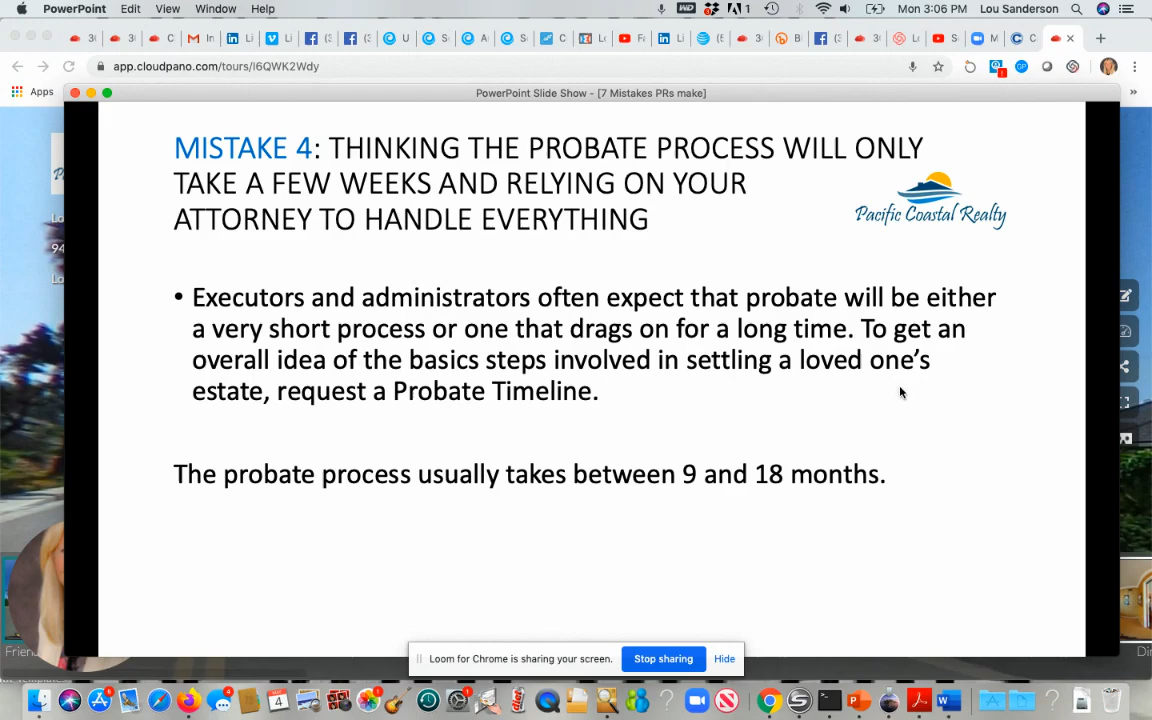 PowerPoint Edit View Window Help
Mon 3:06 PM Lou Sanderson
app.cloudpano.com/tours/l6QWK2Wdy
Apps
PowerPoint Slide Show - [7 Mistakes PRs make]
MISTAKE 4: THINKING THE PROBATE PROCESS WILL ONLY
TAKE A FEW WEEKS AND RELYING ON YOUR
ATTORNEY TO HANDLE EVERYTHING
Pacific Coastal Realty
• Executors and administrators often expect that probate will be either
a very short process or one that drags on for a long time. To get an
overall idea of the basics steps involved in settling a loved one's
estate, request a Probate Timeline.
The probate process usually takes between 9 and 18 months.
Loom for Chrome is sharing your screen. Stop sharing Hide